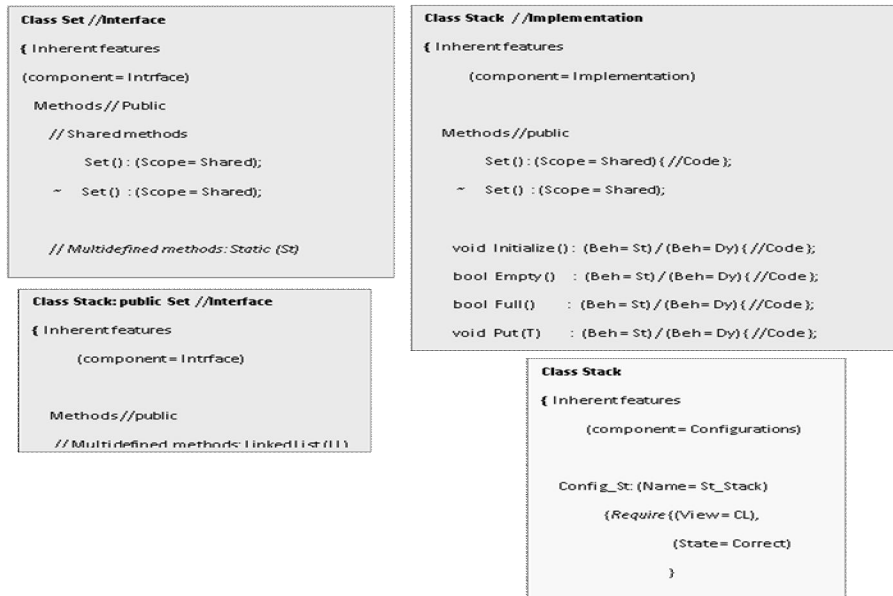 Class Set //Interface
{ Inherent features
(component= Intrface)
Methods // Public
// Shared methods
Set () : (Scope= Shared);
~ Set () : (Scope= Shared);
// Multidefined methods: Static (St)
Class Stack: public Set //Interface
{ Inherent features
(component= Intrface)
Methods //public
// Multidefined methods: Linked List (LL)
Class Stack //Implementation
{ Inherent features
(component= Implementation)
Methods //public
Set () : (Scope = Shared) { //Code };
~ Set () : (Scope = Shared);
void Initialize () : (Beh= St) / (Beh= Dy) { //Code };
bool Empty () : (Beh= St) / (Beh= Dy) { //Code };
bool Full() : (Beh= St) / (Beh= Dy) { //Code };
void Put (T) : (Beh= St) / (Beh= Dy) { //Code };
Class Stack
{ Inherent features
(component= Configurations)
Config_St: (Name= St_Stack)
{Require {(View= CL),
(State= Correct)
}